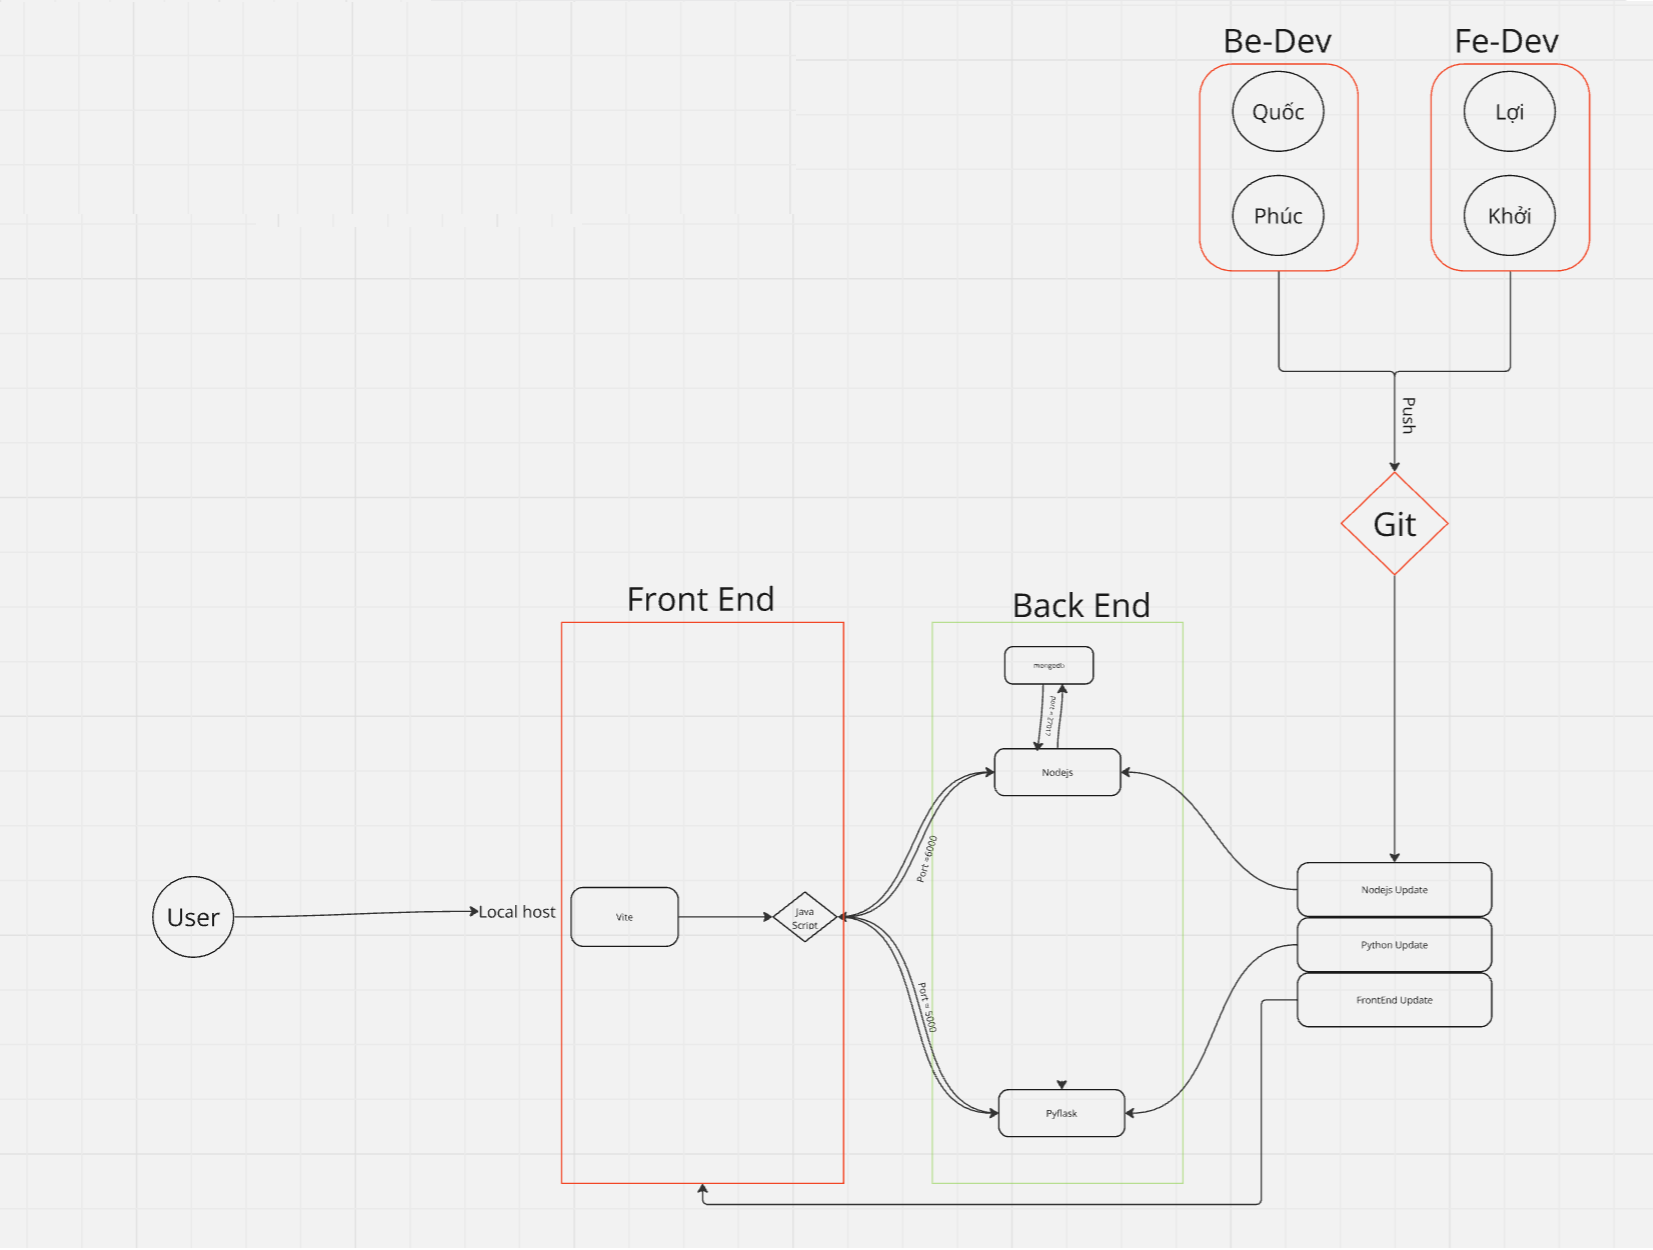 Be-Dev
Fe-Dev
Quốc
Lợi
Phúc
Khởi
Push
Git
Front End
Back End
mongodb
port = 27017
Nodejs
Port =6000
Nodejs Update
User
Local host
Vite
Java
Script
Python Update
FrontEnd Update
Port = 5000
Pyflask